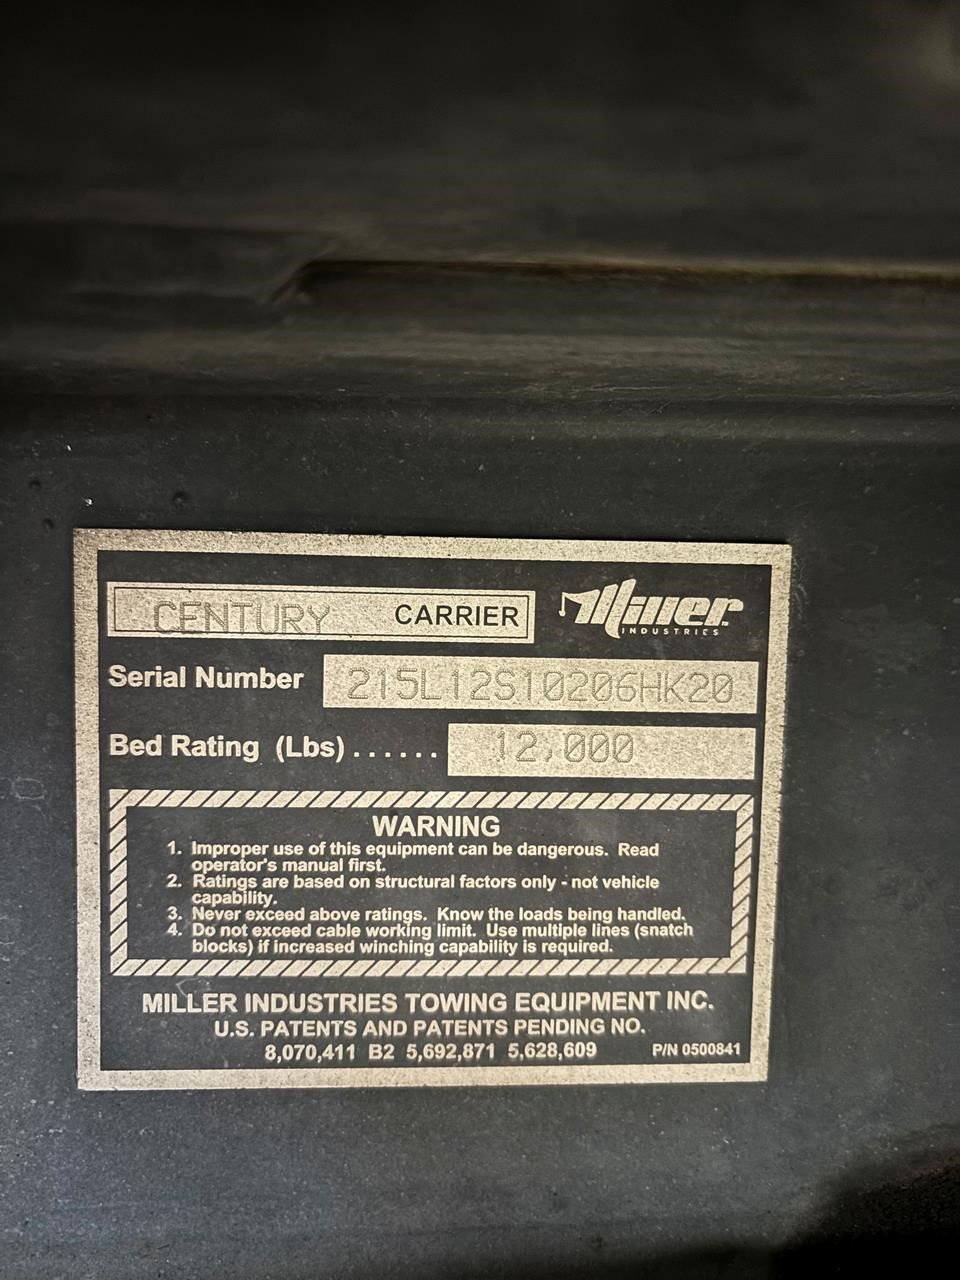 CENTURY CARRIER
Miller
INDUSTRIES
Serial Number 215L12S10206HK20
Bed Rating (Lbs) ...... 12,000
WARNING
1. Improper use of this equipment can be dangerous. Read
operator's manual first.
2. Ratings are based on structural factors only - not vehicle
capability.
3. Never exceed above ratings. Know the loads being handled.
4. Do not exceed cable working limit. Use multiple lines (snatch
blocks) if increased winching capability is required.
MILLER INDUSTRIES TOWING EQUIPMENT INC.
U.S. PATENTS AND PATENTS PENDING NO.
8,070,411 B2 5,692,871 5,628,609 P/N 0500841